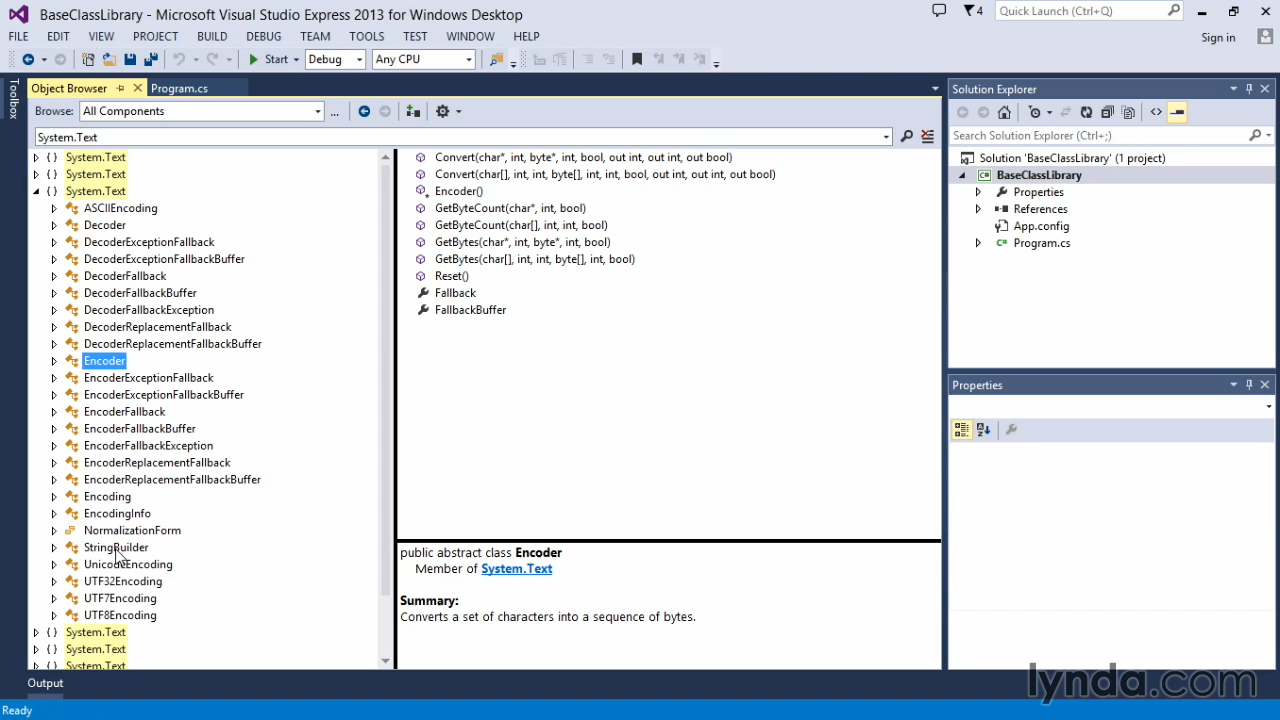 BaseClassLibrary - Microsoft Visual Studio Express 2013 for Windows Desktop
4
Quick Launch (Ctrl+Q)
FILE EDIT VIEW PROJECT BUILD DEBUG TEAM TOOLS TEST WINDOW HELP
Sign in
Start Debug Any CPU
Toolbox
Object Browser Program.cs
Browse: All Components ...
System.Text
System.Text
System.Text
System.Text
ASCIIEncoding
Decoder
DecoderExceptionFallback
DecoderExceptionFallbackBuffer
DecoderFallback
DecoderFallbackBuffer
DecoderFallbackException
DecoderReplacementFallback
DecoderReplacementFallbackBuffer
Encoder
EncoderExceptionFallback
EncoderExceptionFallbackBuffer
EncoderFallback
EncoderFallbackBuffer
EncoderFallbackException
EncoderReplacementFallback
EncoderReplacementFallbackBuffer
Encoding
EncodingInfo
NormalizationForm
StringBuilder
UnicodeEncoding
UTF32Encoding
UTF7Encoding
UTF8Encoding
System.Text
System.Text
System.Text
Convert(char*, int, byte*, int, bool, out int, out int, out bool)
Convert(char[], int, int, byte[], int, int, bool, out int, out int, out bool)
Encoder()
GetByteCount(char*, int, bool)
GetByteCount(char[], int, int, bool)
GetBytes(char*, int, byte*, int, bool)
GetBytes(char[], int, int, byte[], int, bool)
Reset()
Fallback
FallbackBuffer
public abstract class Encoder
Member of System.Text
Summary:
Converts a set of characters into a sequence of bytes.
Solution Explorer
Search Solution Explorer (Ctrl+;)
Solution 'BaseClassLibrary' (1 project)
BaseClassLibrary
Properties
References
App.config
Program.cs
Properties
Output
Ready
lynda.com